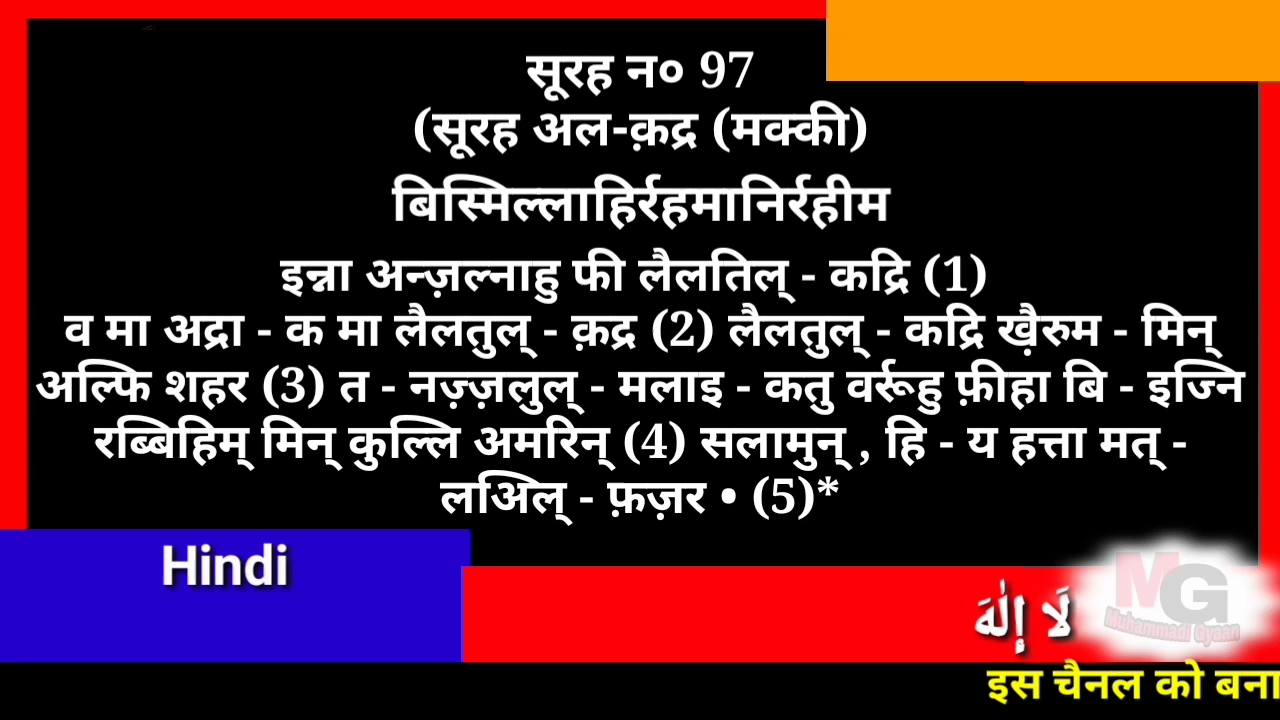 सूरह न० 97
(सूरह अल-क़द्र (मक्की)
बिस्मिल्लाहिर्रहमानिर्रहीम
इन्ना अन्ज़ल्नाहु फी लैलतिल् - कद्रि (1)
व मा अद्रा - क मा लैलतुल् - क़द्र (2) लैलतुल् - कद्रि ख़ैरुम - मिन्
अल्फि शहर (3) त - नज़्ज़लुल् - मलाइ - कतु वर्रूहु फ़ीहा बि - इज्नि
रब्बिहिम् मिन् कुल्लि अमरिन् (4) सलामुन् , हि - य हत्ता मत् -
लअिल् - फ़ज़र • (5)*
Hindi
لَا إِلٰهَ
MG
Muhammadi Gyaan
इस चैनल को बना